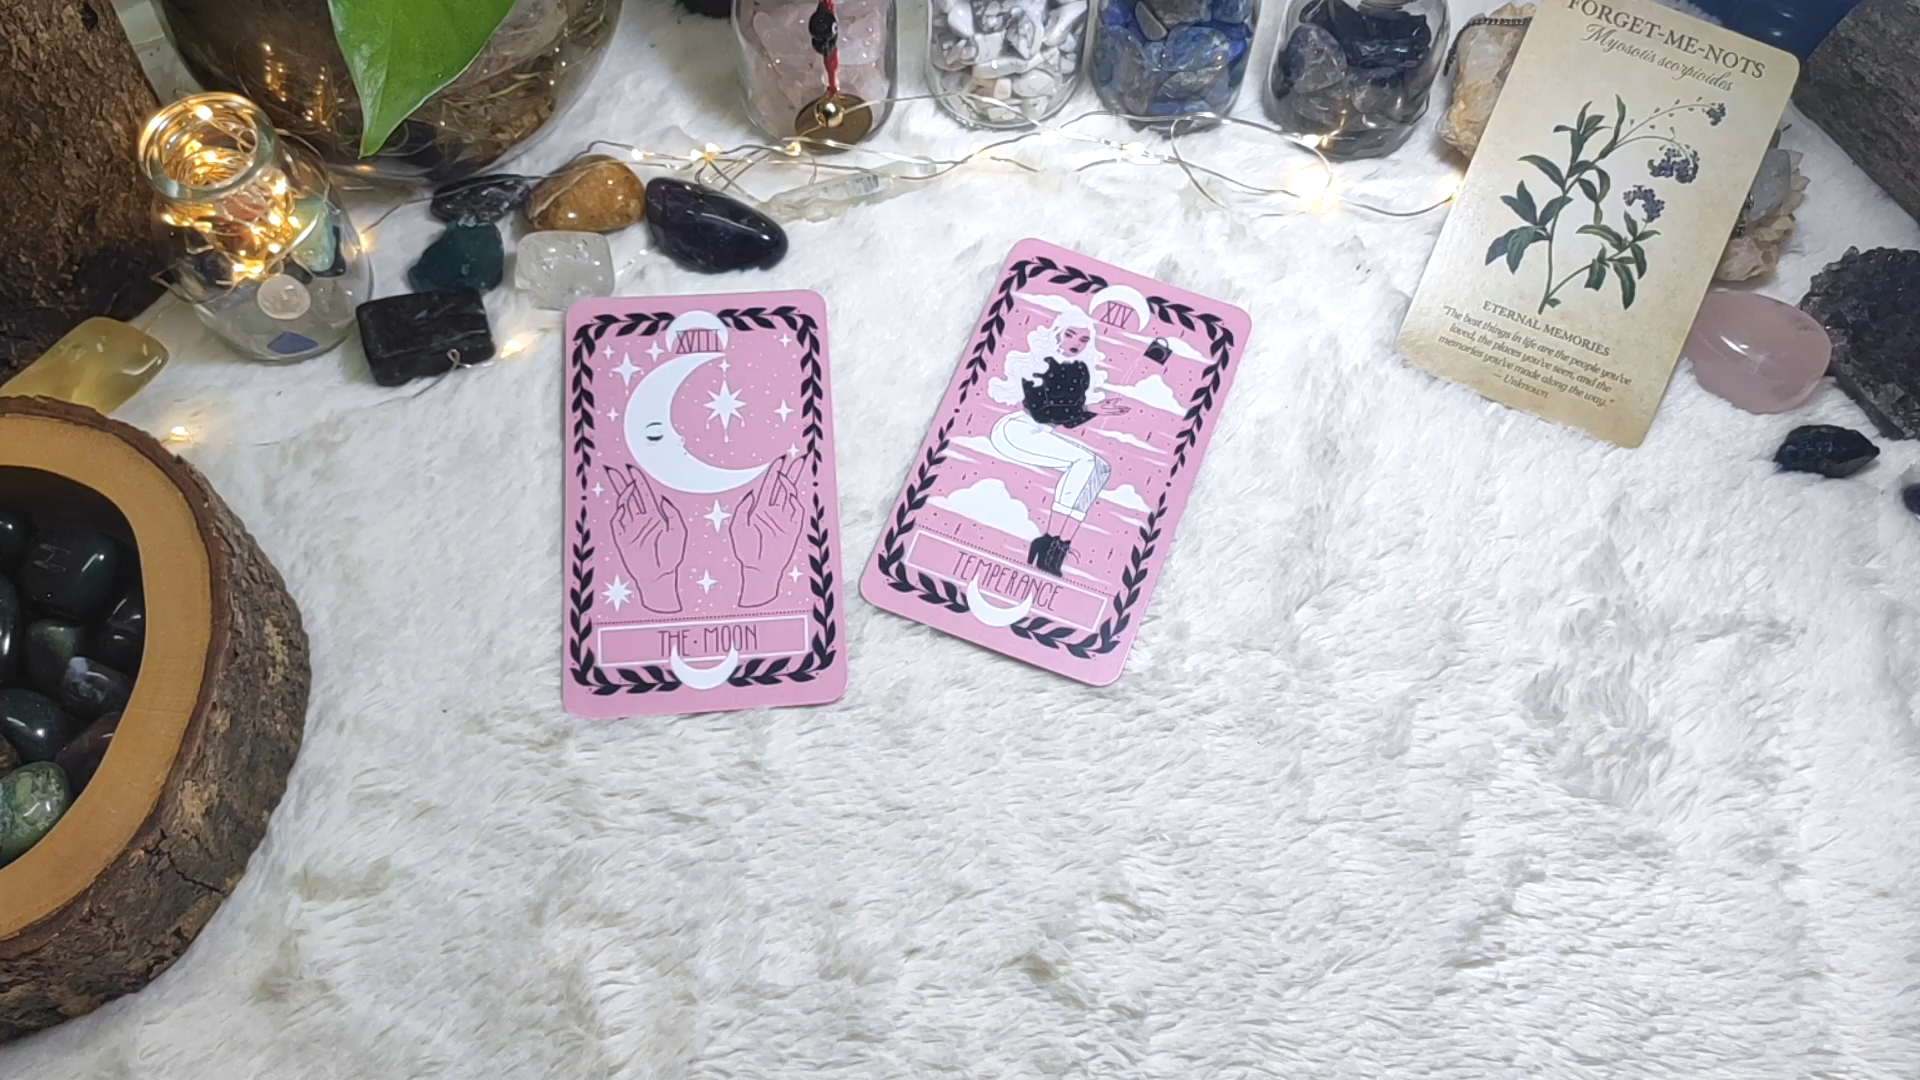 XVIII
THE·MOON
XIV
TEMPERANCE
FORGET-ME-NOTS
Myosotis scorpioides
ETERNAL MEMORIES
"The best things in life are the people you've
loved, the places you've seen, and the
memories you've made along the way."
— Unknown